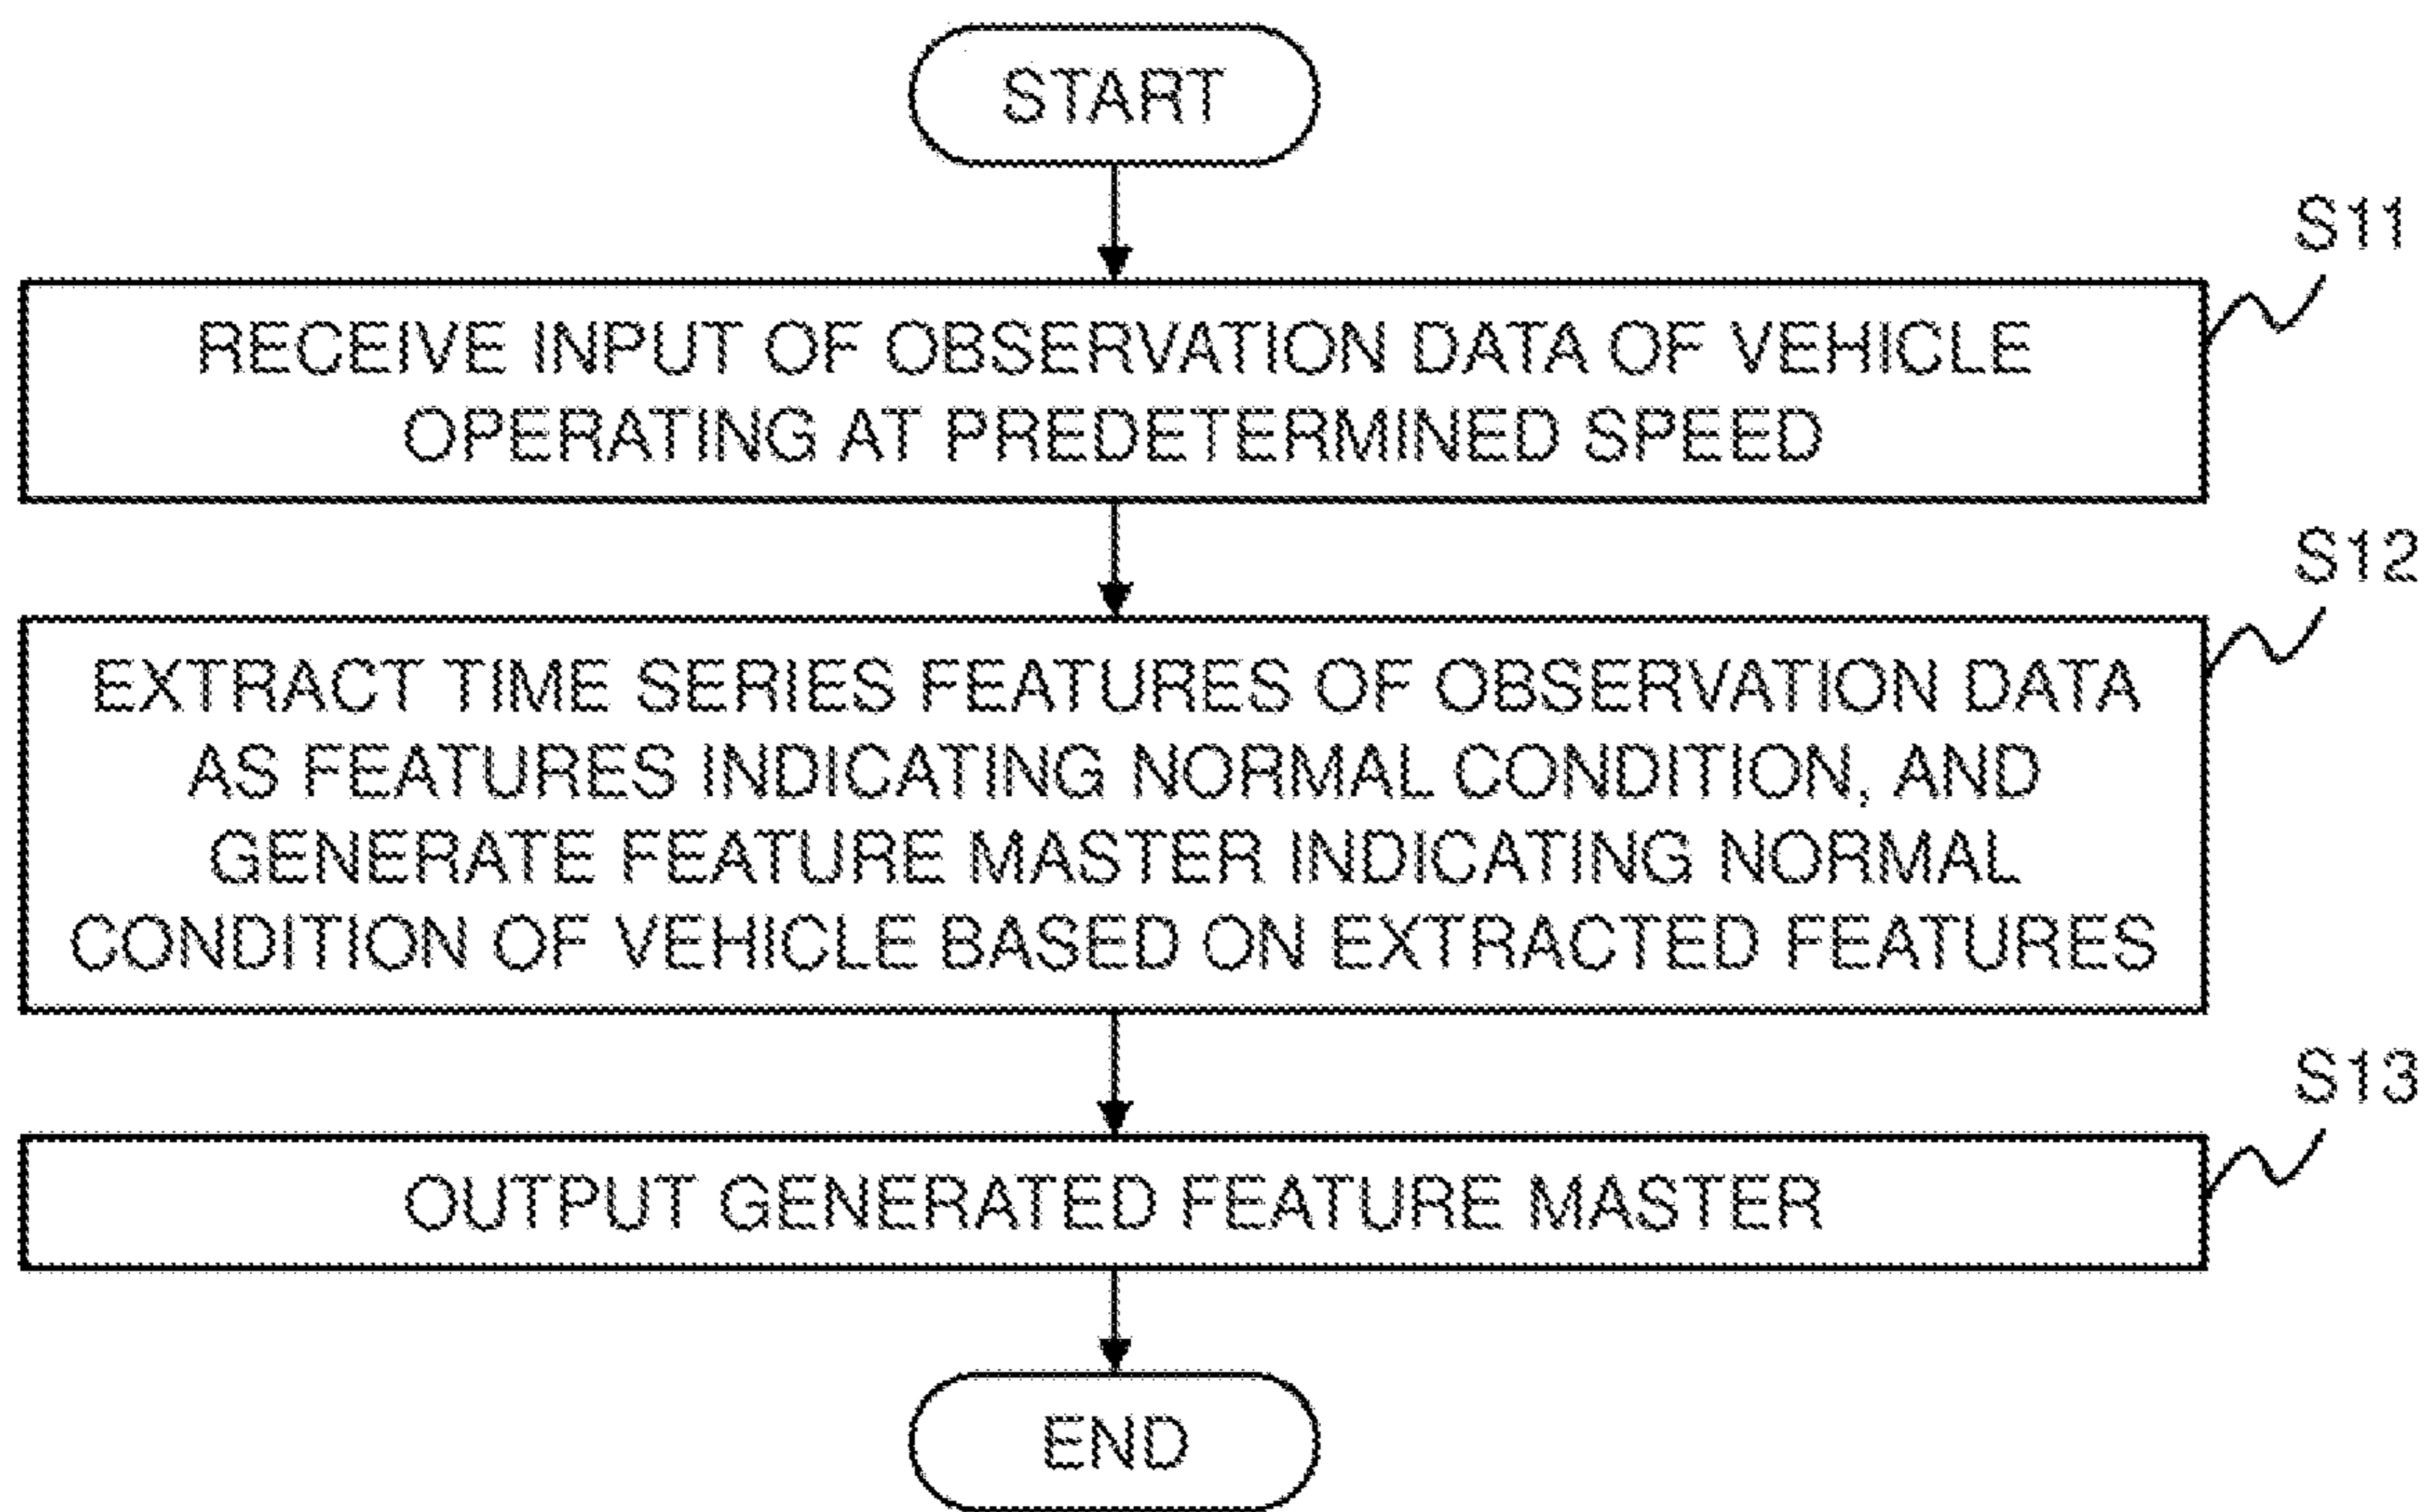 START
S11
RECEIVE INPUT OF OBSERVATION DATA OF VEHICLE
OPERATING AT PREDETERMINED SPEED
S12
EXTRACT TIME SERIES FEATURES OF OBSERVATION DATA
AS FEATURES INDICATING NORMAL CONDITION, AND
GENERATE FEATURE MASTER INDICATING NORMAL
CONDITION OF VEHICLE BASED ON EXTRACTED FEATURES
S13
OUTPUT GENERATED FEATURE MASTER
END